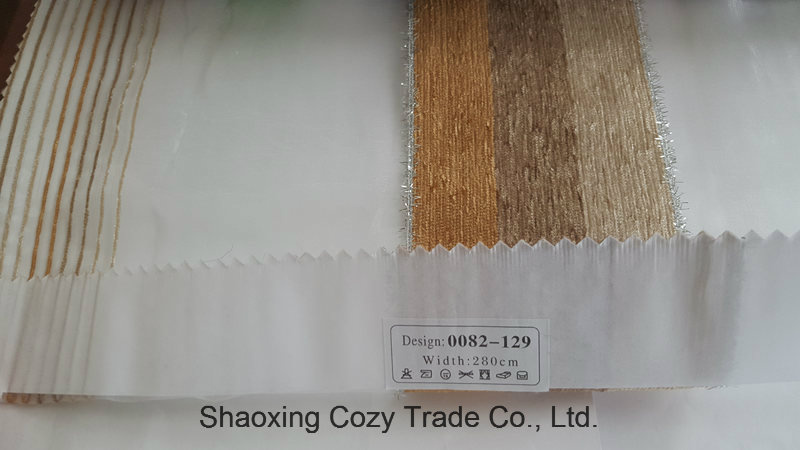 Design: 0082-129
Width: 280cm
Shaoxing Cozy Trade Co., Ltd.